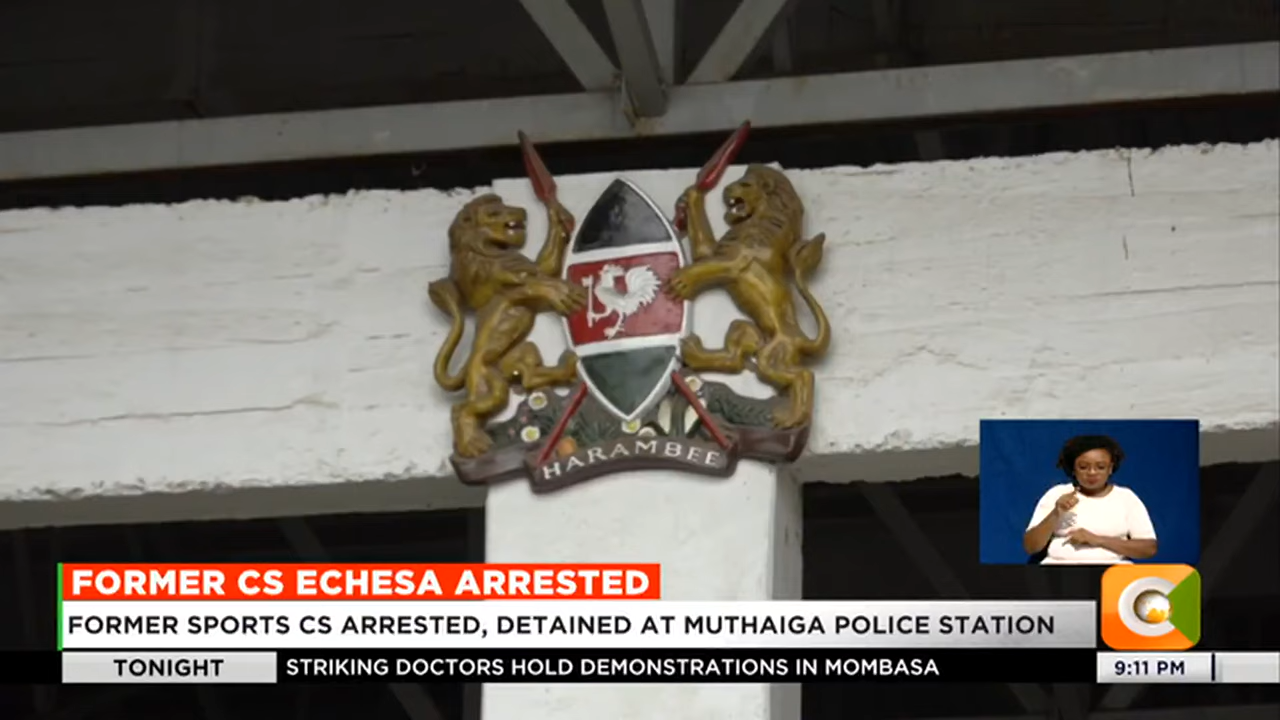 HARAMBEE
FORMER CS ECHESA ARRESTED
FORMER SPORTS CS ARRESTED, DETAINED AT MUTHAIGA POLICE STATION
TONIGHT STRIKING DOCTORS HOLD DEMONSTRATIONS IN MOMBASA 9:11 PM